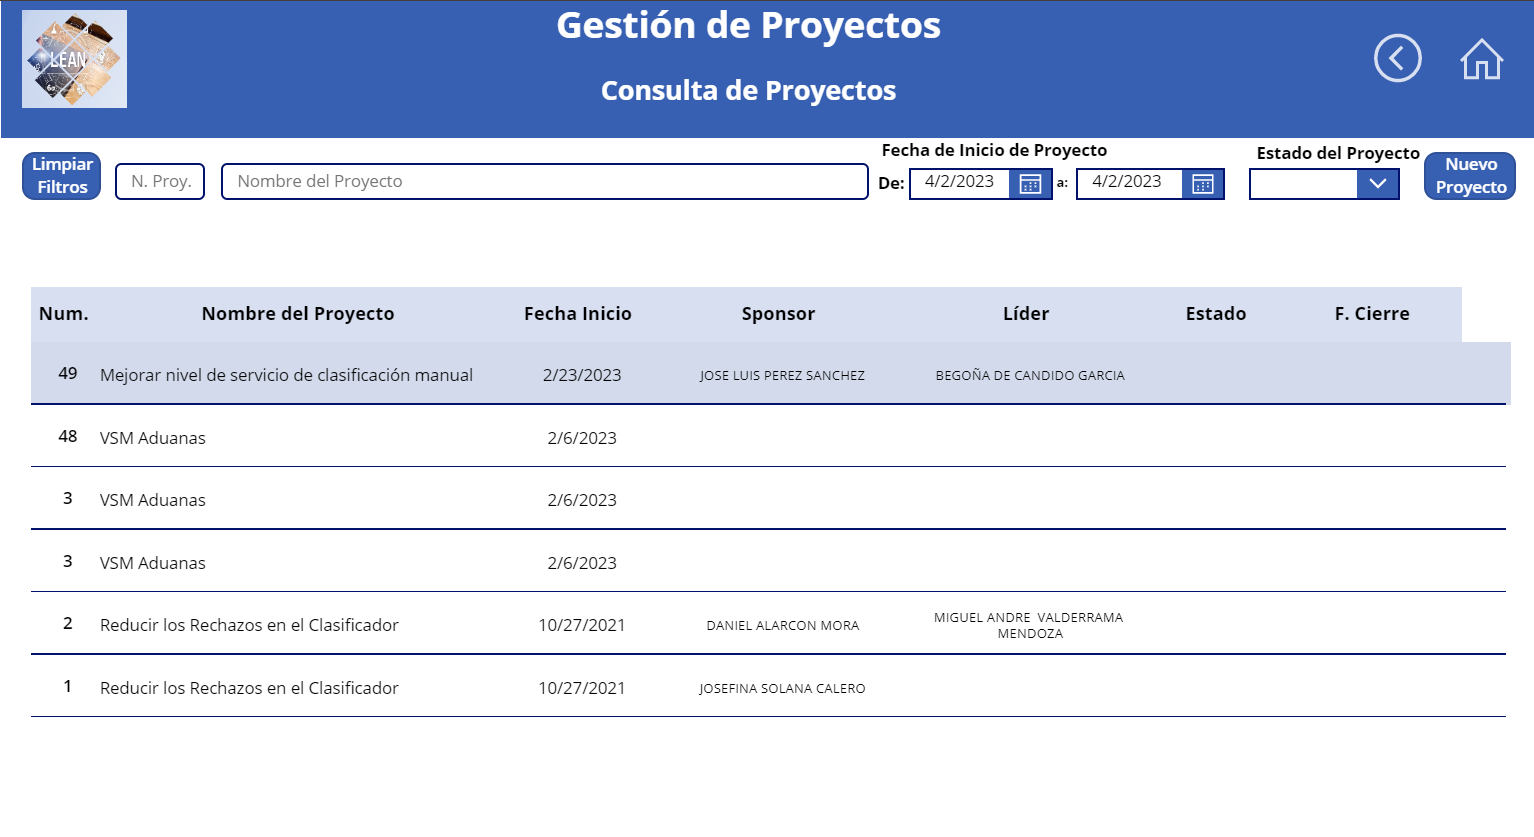 Gestión de Proyectos
LEAN
Consulta de Proyectos
Limpiar
Filtros
N. Proy.
Nombre del Proyecto
Fecha de Inicio de Proyecto
De: 4/2/2023 a: 4/2/2023
Estado del Proyecto
Nuevo
Proyecto
Num. Nombre del Proyecto Fecha Inicio Sponsor Líder Estado F. Cierre
49 Mejorar nivel de servicio de clasificación manual 2/23/2023 JOSE LUIS PEREZ SANCHEZ BEGOÑA DE CANDIDO GARCIA
48 VSM Aduanas 2/6/2023
3 VSM Aduanas 2/6/2023
3 VSM Aduanas 2/6/2023
2 Reducir los Rechazos en el Clasificador 10/27/2021 DANIEL ALARCON MORA MIGUEL ANDRE  VALDERRAMA
MENDOZA
1 Reducir los Rechazos en el Clasificador 10/27/2021 JOSEFINA SOLANA CALERO